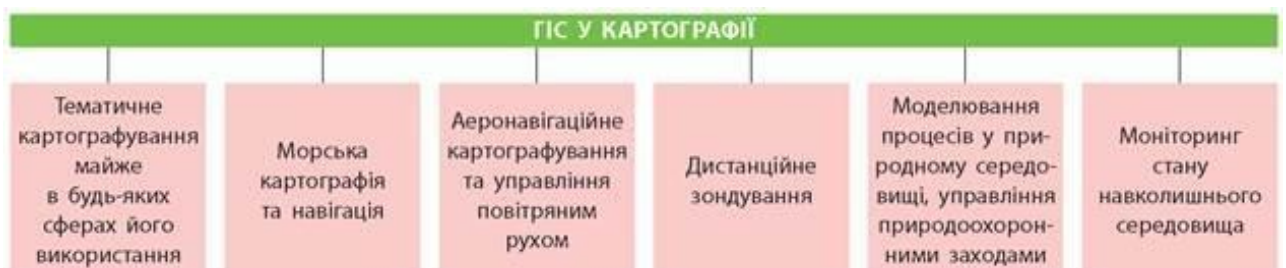 ГІС У КАРТОГРАФІЇ
Тематичне
картографування
майже
в будь-яких
сферах його
використання
Морська
картографія
та навігація
Аеронавігаційне
картографування
та управління
повітряним
рухом
Дистанційне
зондування
Моделювання
процесів у при-
родному середо-
вищі, управління
природоохорон-
ними заходами
Моніторинг
стану
навколишнього
середовища